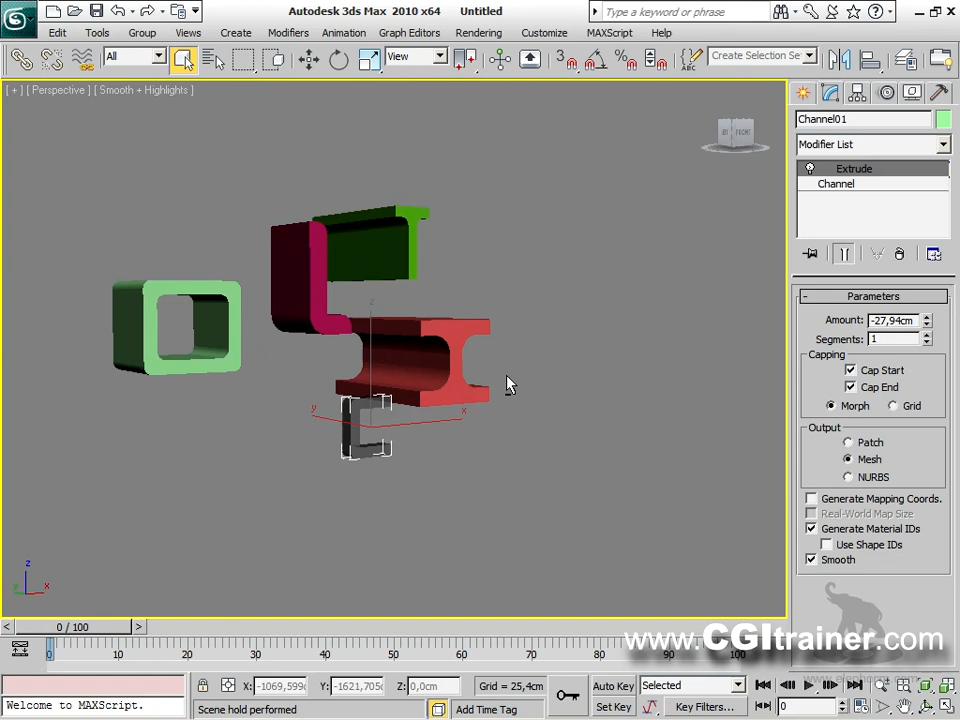 Autodesk 3ds Max 2010 x64 Untitled
Type a keyword or phrase
Edit Tools Group Views Create Modifiers Animation Graph Editors Rendering Customize MAXScript Help
All View 3 Create Selection Se
[ + ] [ Perspective ] [ Smooth + Highlights ]
FRONT
Channel01
Modifier List
Extrude
Channel
Parameters
Amount: -27,94cm
Segments: 1
Capping
Cap Start
Cap End
Morph Grid
Output
Patch
Mesh
NURBS
Generate Mapping Coords.
Real-World Map Size
Generate Material IDs
Use Shape IDs
Smooth
z
y x
z
y x
0 / 100
0 10 20 30 40 50 60 70 80 90 100
www.CGItrainer.com
X: -1069,599c Y: -1621,705c Z: 0,0cm Grid = 25,4cm Auto Key Selected
Welcome to MAXScript. Scene hold performed Add Time Tag Set Key Key Filters... 0